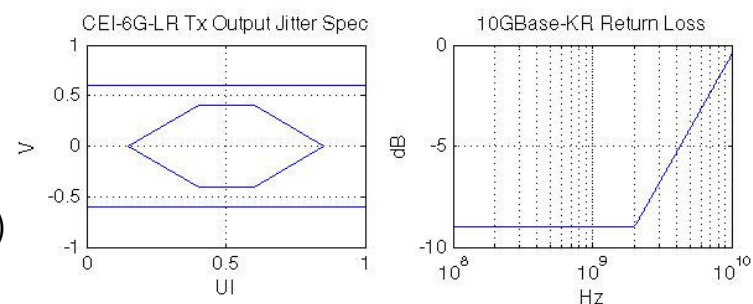 CEI-6G-LR Tx Output Jitter Spec
1
0.5
0
-0.5
-1
V
0
0.5
1
UI
)
10GBase-KR Return Loss
0
-5
-10
dB
10^8
10^9
10^10
Hz